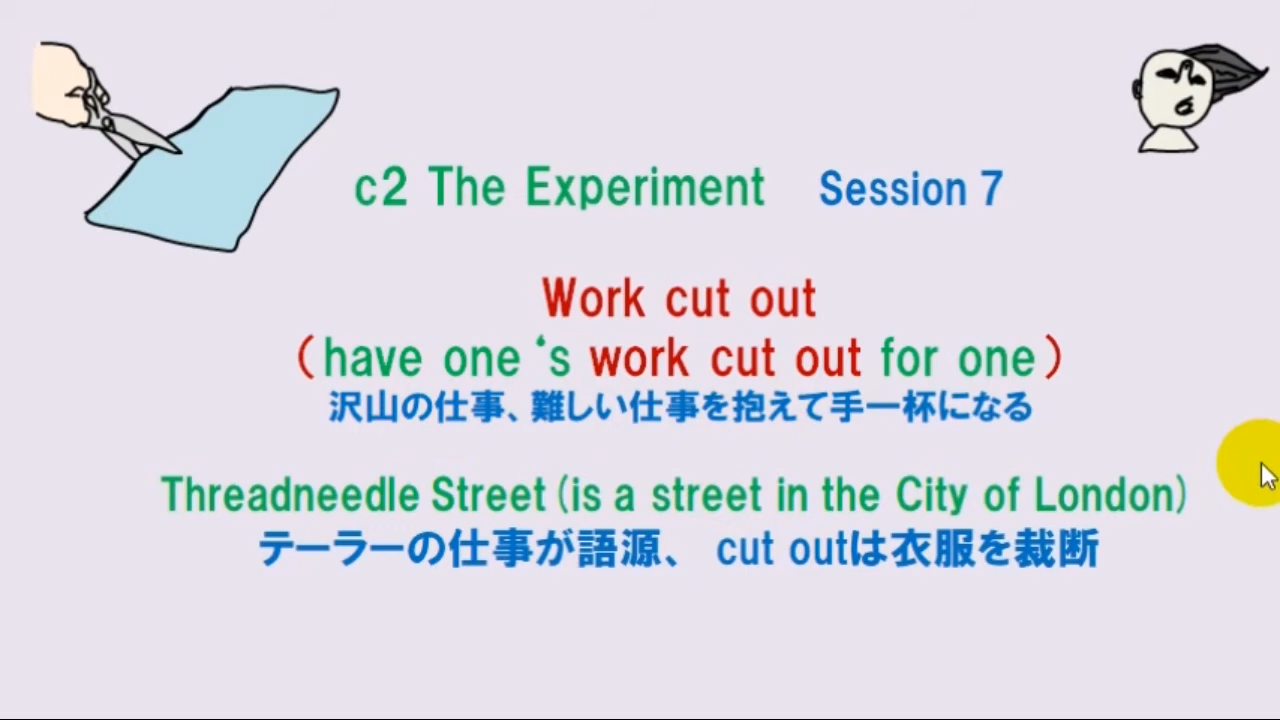 c2 The Experiment Session 7
Work cut out
（have one‘s work cut out for one）
沢山の仕事、難しい仕事を抱えて手一杯になる
Threadneedle Street(is a street in the City of London)
テーラーの仕事が語源、 cut outは衣服を裁断